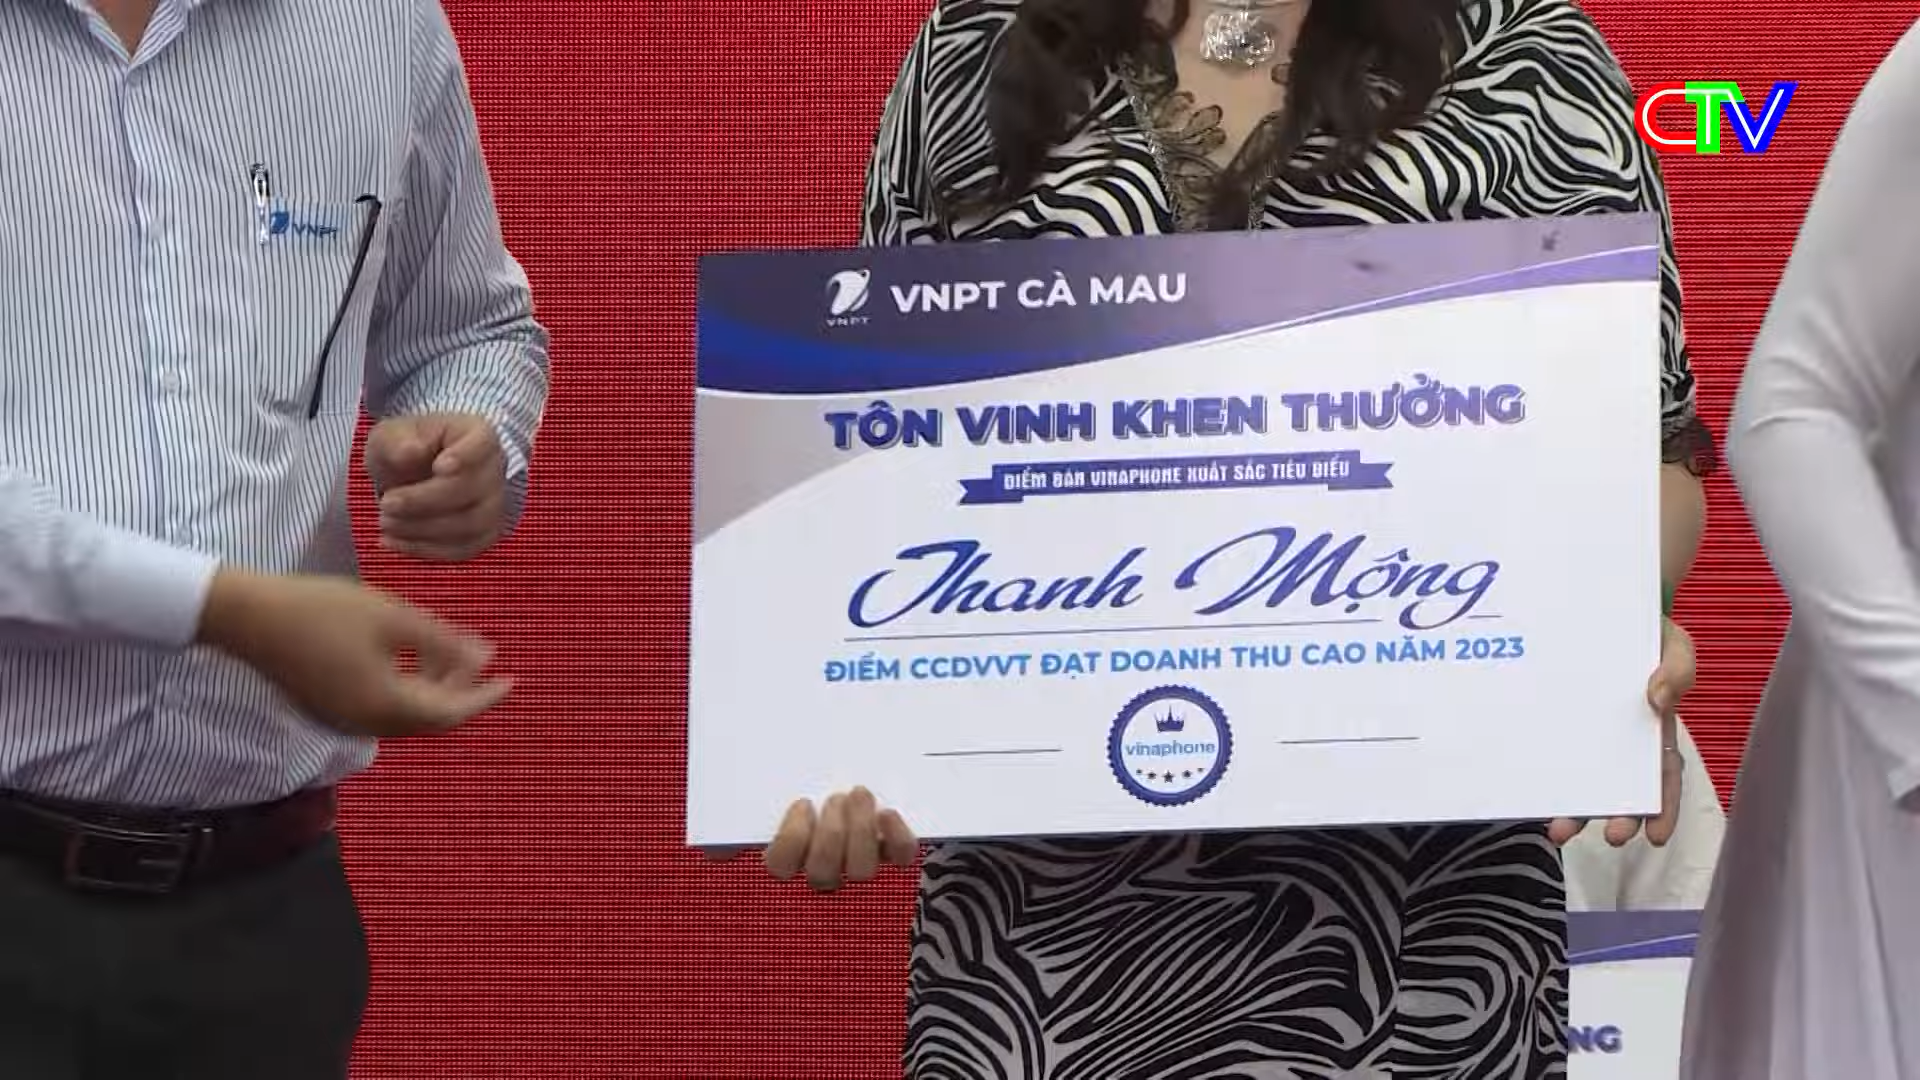 CTV
VNPT
VNPT
VNPT CÀ MAU
TÔN VINH KHEN THƯỞNG
ĐIỂM BÁN VINAPHONE XUẤT SẮC TIÊU BIỂU
Thanh Mộng
ĐIỂM CCDVVT ĐẠT DOANH THU CAO NĂM 2023
vinaphone
NG